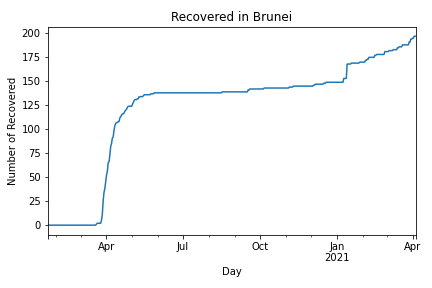 Recovered in Brunei
Number of Recovered
200
175
150
125
100
75
50
25
0
Apr
Jul
Oct
Jan
2021
Apr
Day